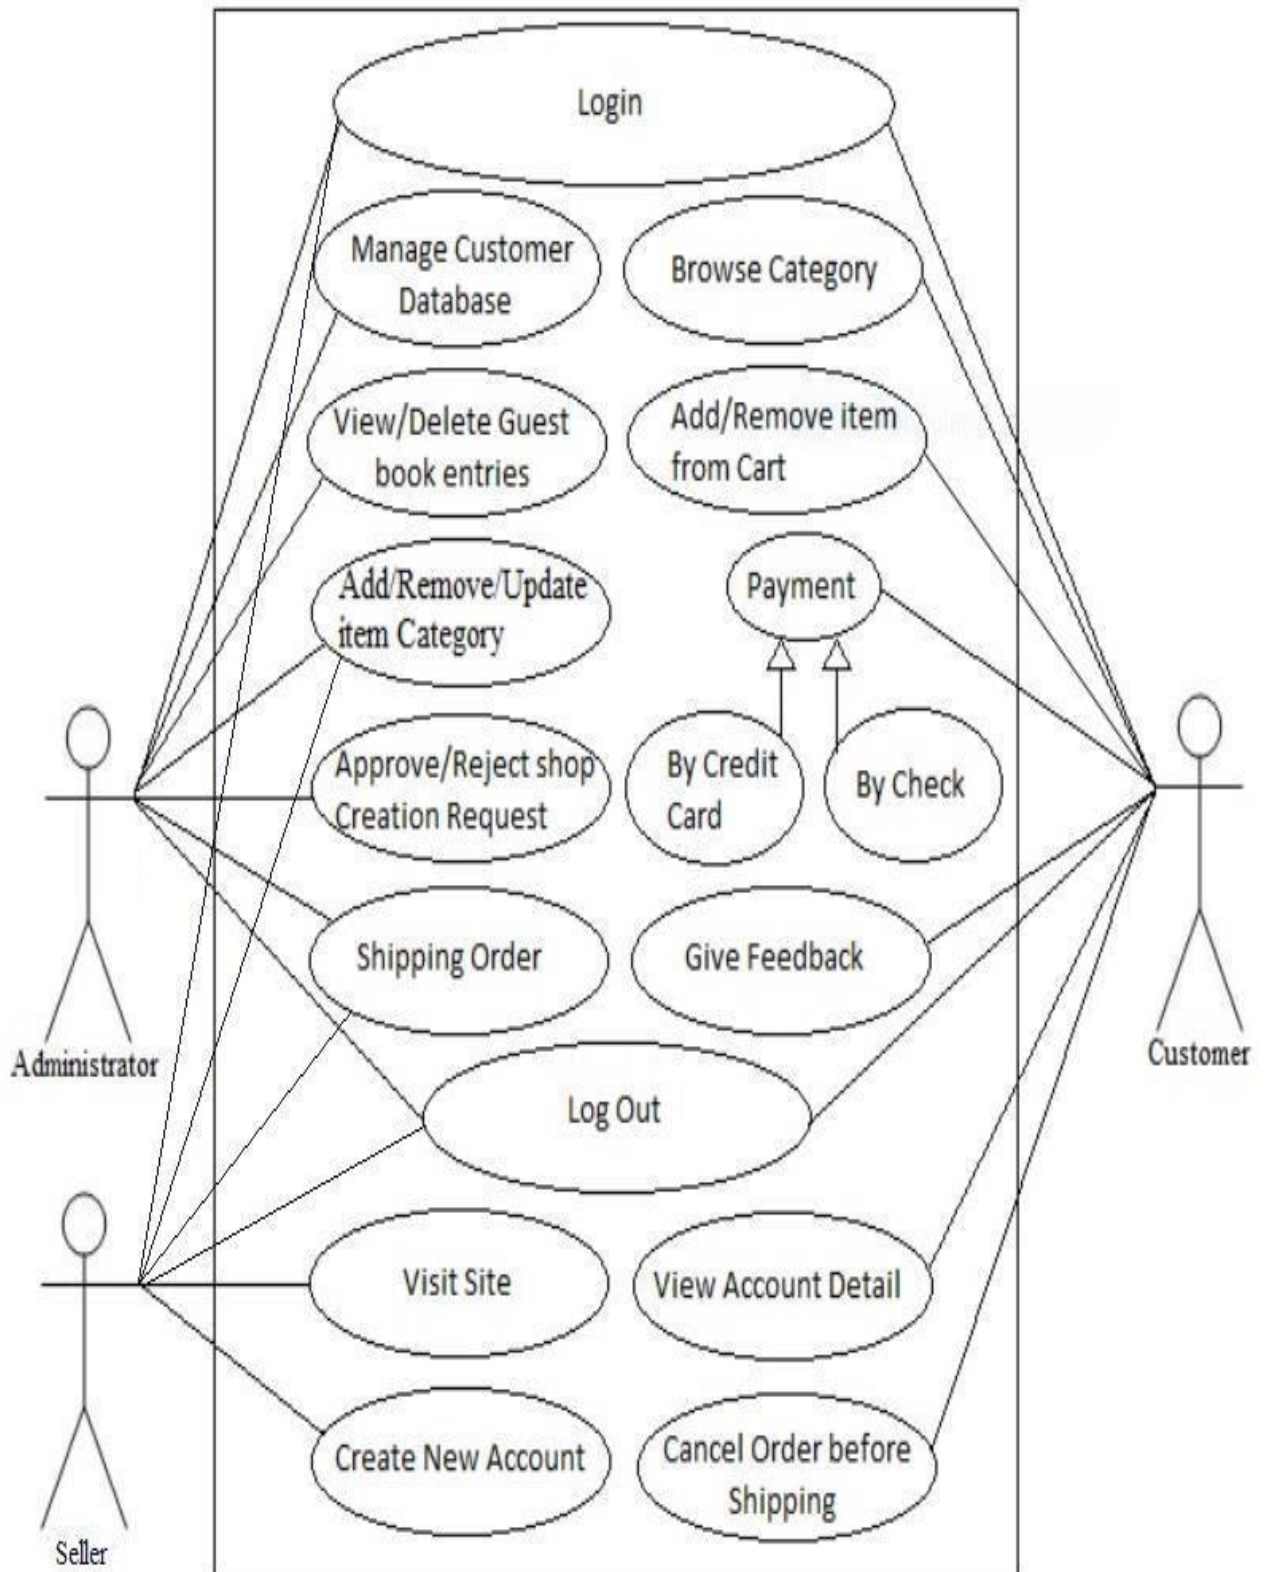 Login
Manage Customer
Database
Browse Category
View/Delete Guest
book entries
Add/Remove item
from Cart
Add/Remove/Update
item Category
Payment
Approve/Reject shop
Creation Request
By Credit
Card
By Check
Shipping Order
Give Feedback
Administrator
Customer
Log Out
Visit Site
View Account Detail
Create New Account
Cancel Order before
Shipping
Seller